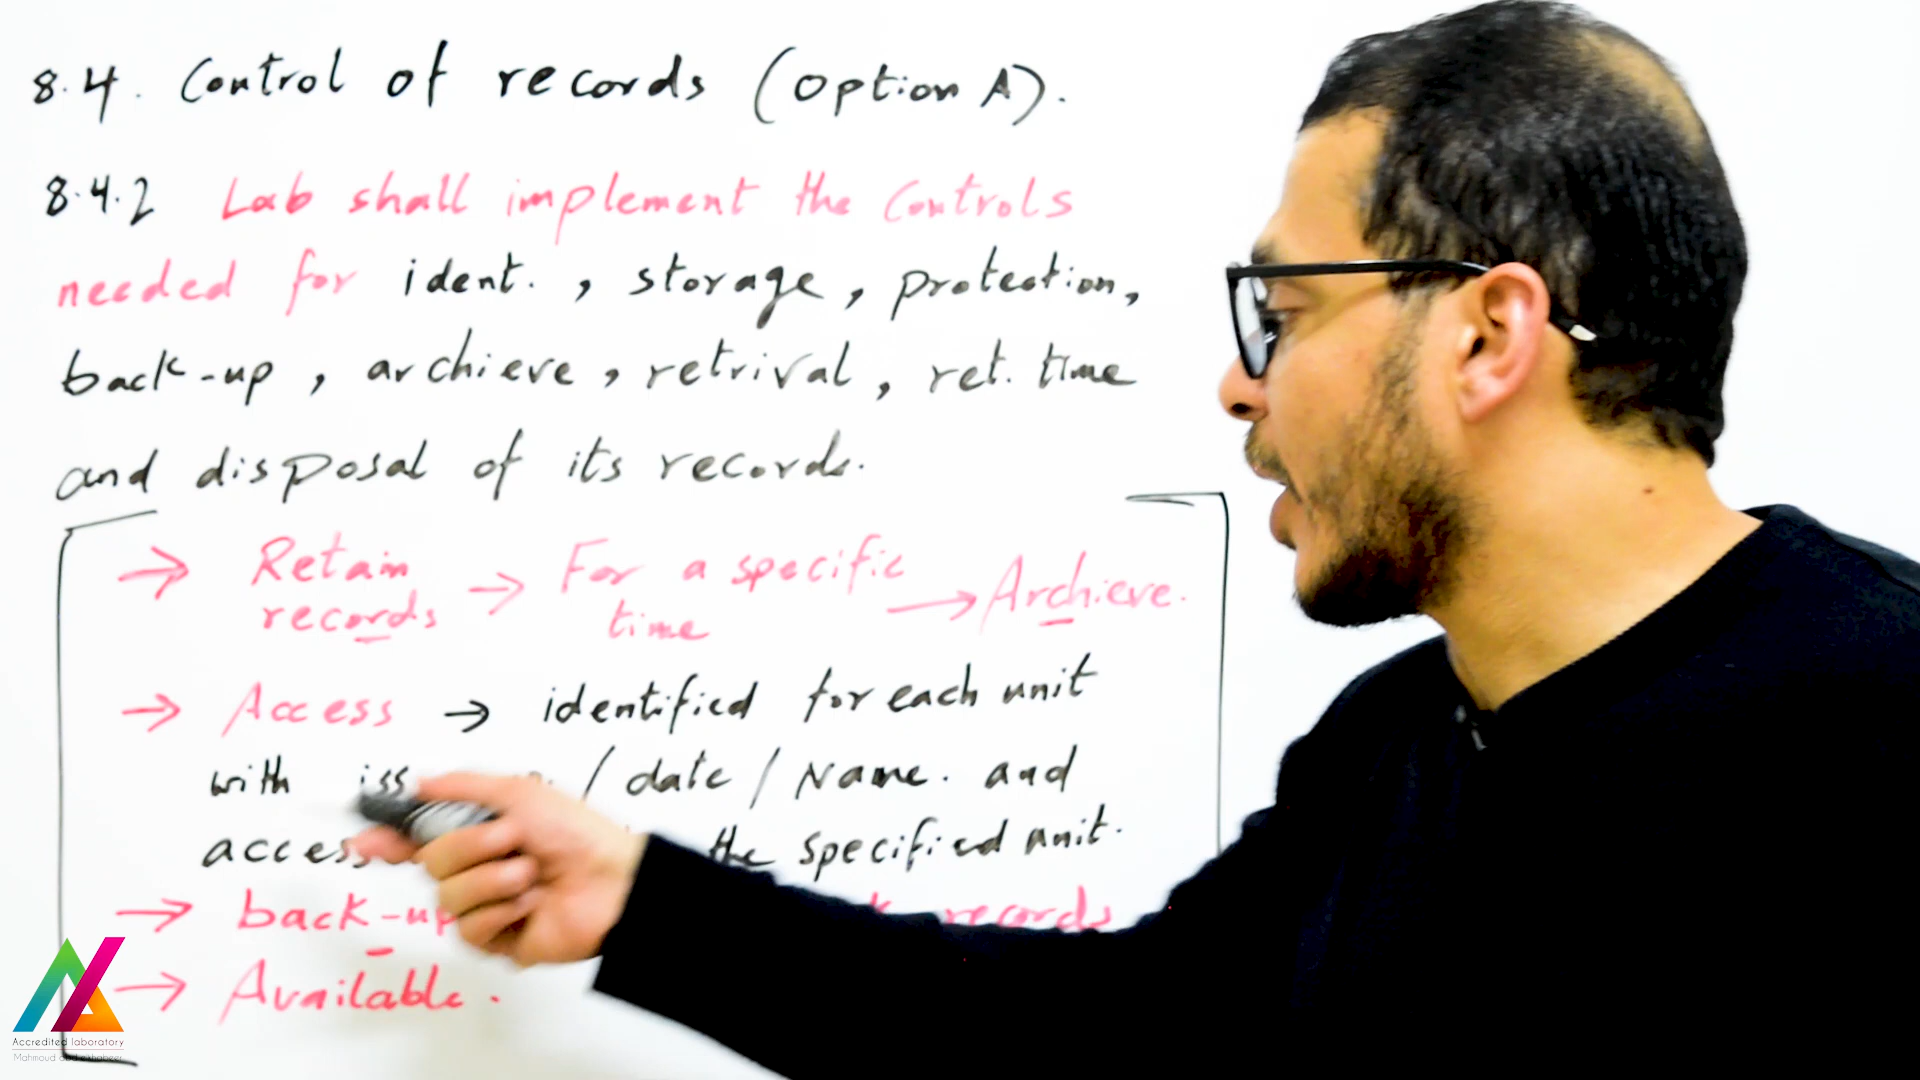 8.4. Control of records (Option A).
8.4.2 Lab shall implement the Controls
needed for ident. , storage, protection,
back-up , archieve, retrival, ret. time
and disposal of its records.
→ Retain records → For a specific time → Archieve.
→ Access → identified for each unit
with / date / Name. and
the specified unit.
→ back-up records
→ Available.
Accredited laboratory